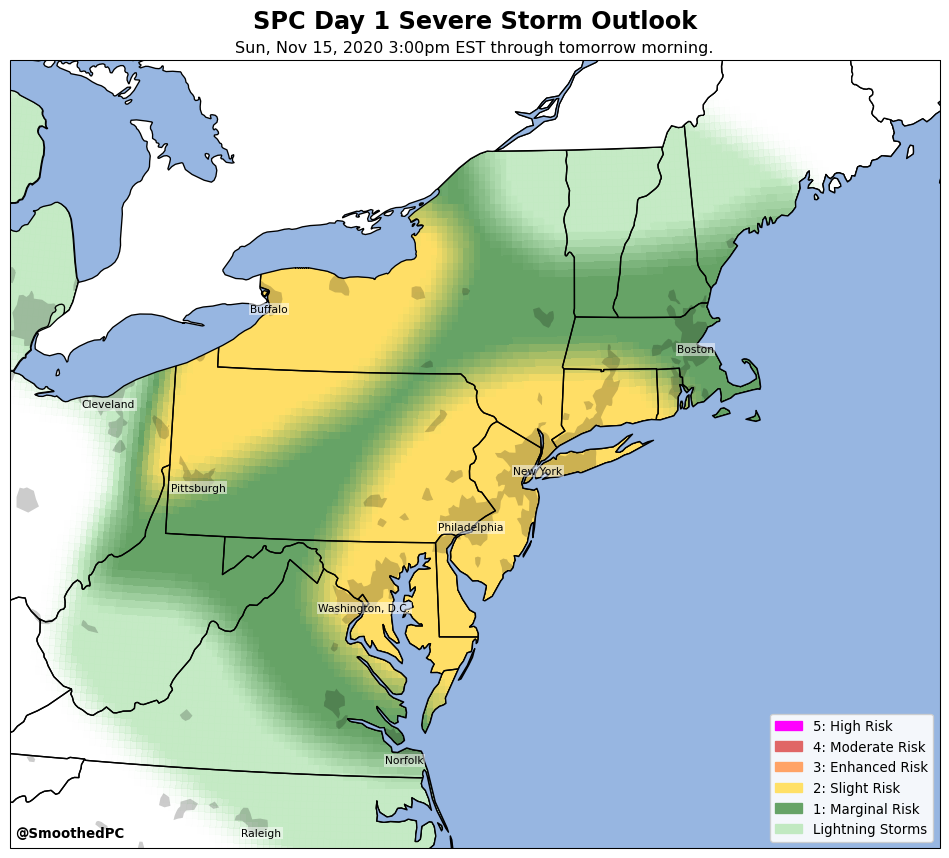 SPC Day 1 Severe Storm Outlook
Sun, Nov 15, 2020 3:00pm EST through tomorrow morning.
Buffalo
Boston
Cleveland
New York
Pittsburgh
Philadelphia
Washington, D.C.
Norfolk
Raleigh
@SmoothedPC
5: High Risk
4: Moderate Risk
3: Enhanced Risk
2: Slight Risk
1: Marginal Risk
Lightning Storms